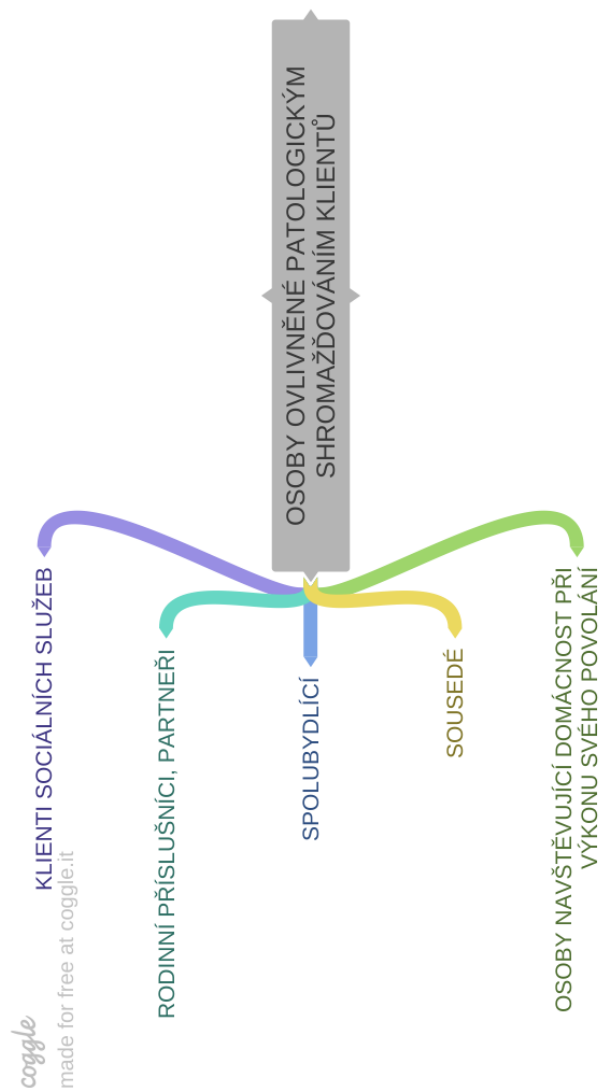 OSOBY OVLIVNĚNÉ PATOLOGICKÝM
SHROMAŽĎOVÁNÍM KLIENTŮ
KLIENTI SOCIÁLNÍCH SLUŽEB
RODINNÍ PŘÍSLUŠNÍCI, PARTNEŘI
SPOLUBYDLÍCÍ
SOUSEDÉ
OSOBY NAVŠTĚVUJÍCÍ DOMÁCNOST PŘI
VÝKONU SVÉHO POVOLÁNÍ
coggle
made for free at coggle.it